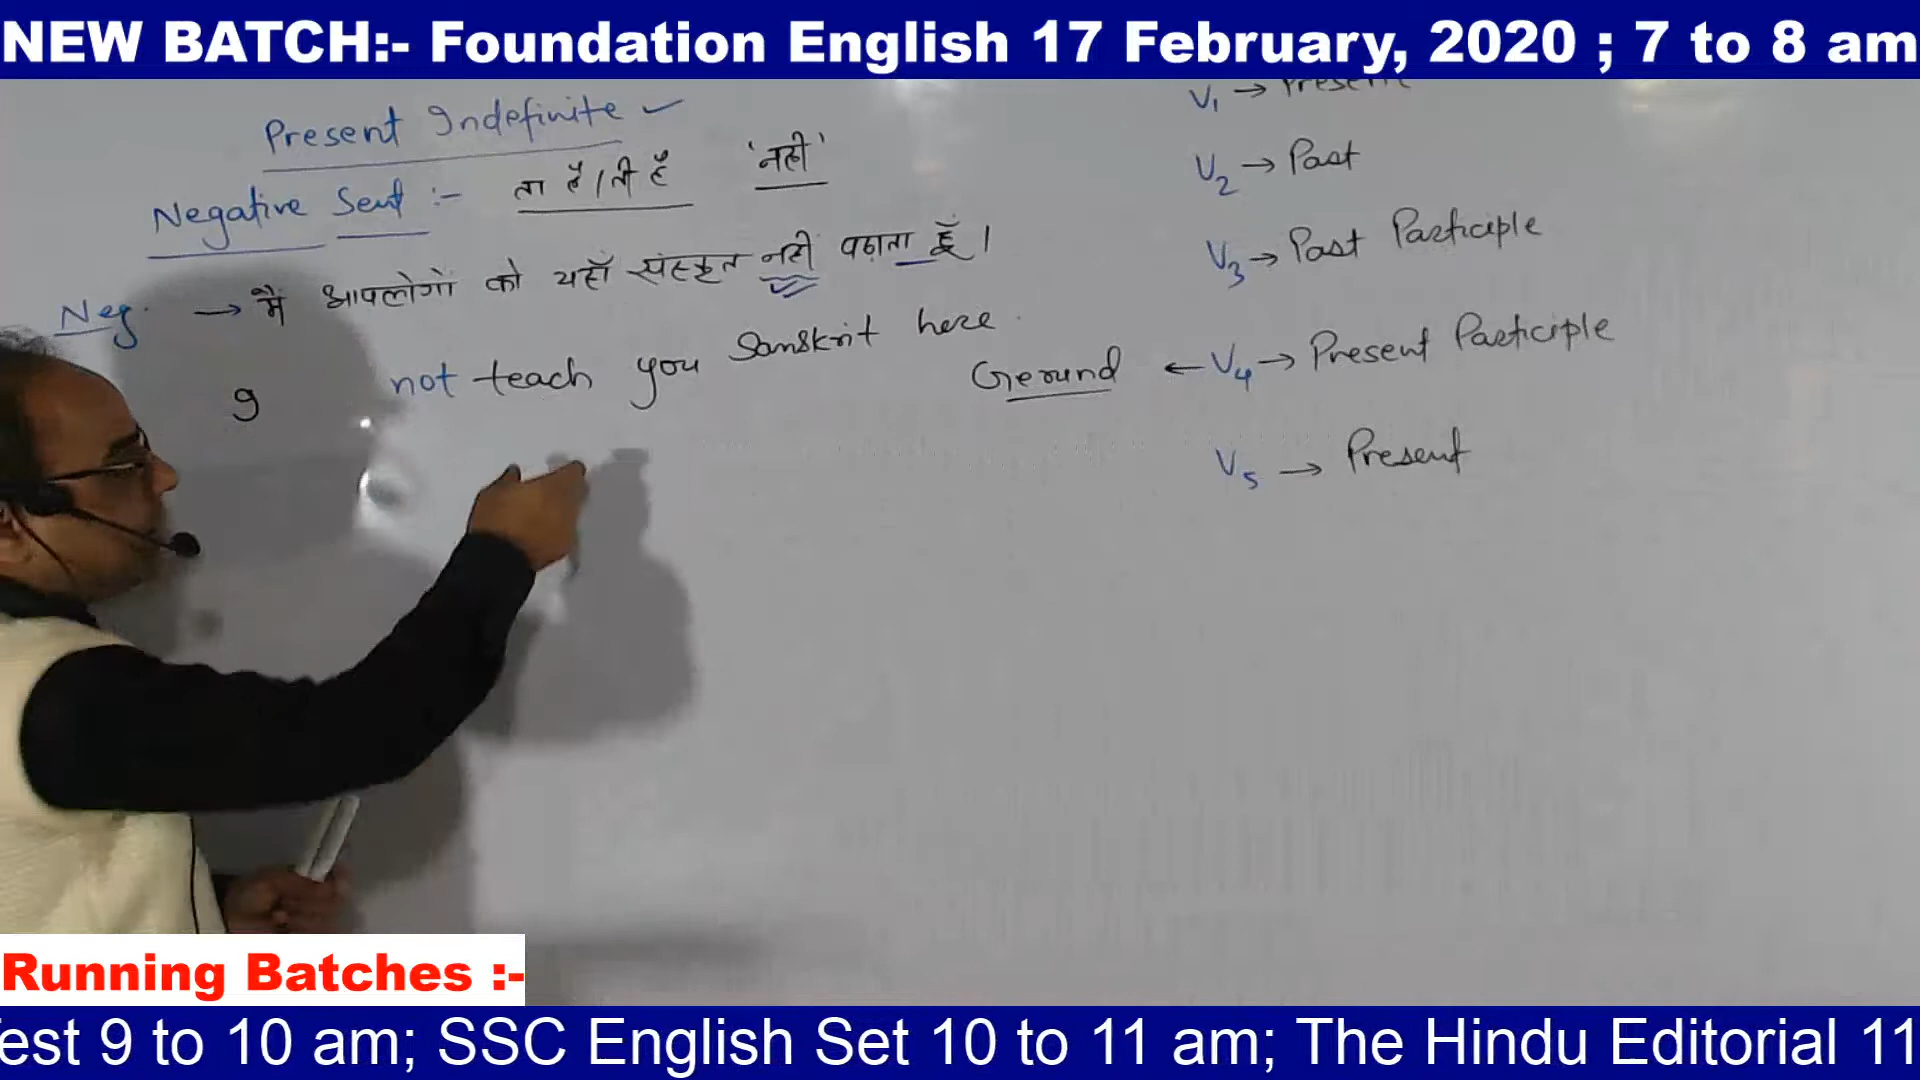 NEW BATCH:- Foundation English 17 February, 2020 ; 7 to 8 am
Present Indefinite ✓
Negative Sent :- ता है / ती है 'नहीं'
Neg. → मैं आपलोगों को यहाँ संस्कृत नहीं पढ़ाता हूँ।
I not teach you Sanskrit here.
V1 → Present
V2 → Past
V3 → Past Participle
Gerund ← V4 → Present Participle
V5 → Present
Running Batches :-
est 9 to 10 am; SSC English Set 10 to 11 am; The Hindu Editorial 11